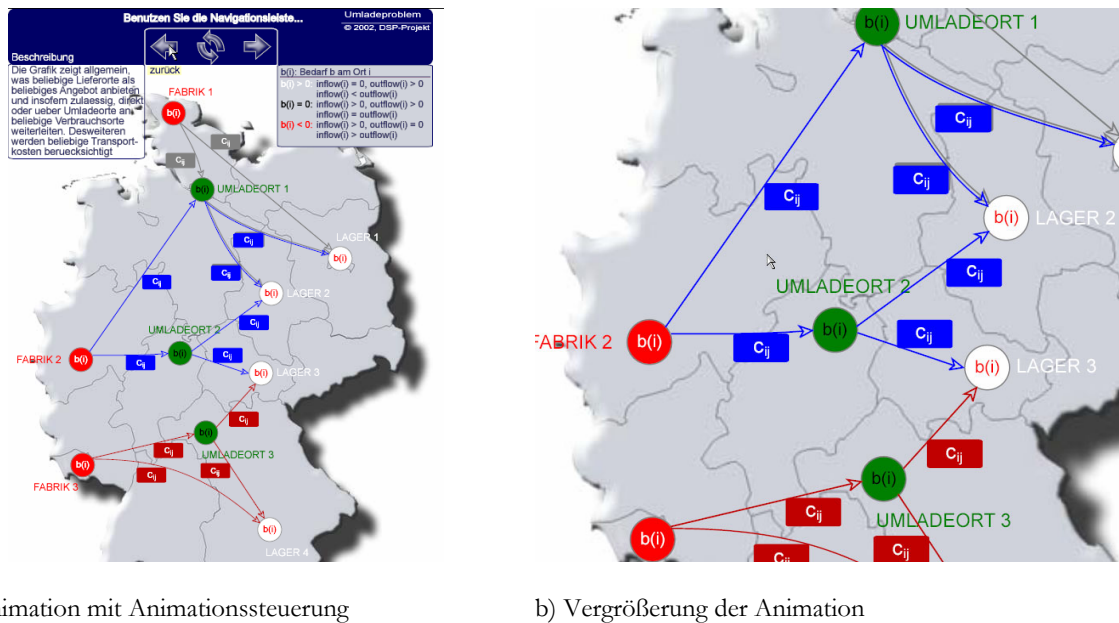 Benutzen Sie die Navigationsleiste...
Umladeproblem
© 2002, DSP-Projekt
Beschreibung
Die Grafik zeigt allgemein,
was beliebige Lieferorte als
beliebiges Angebot anbieten
und insofern zulaessig, direkt
oder ueber Umladeorte an
beliebige Verbrauchsorte
weiterleiten. Desweiteren
werden beliebige Transport-
kosten beruecksichtigt
zurück
b(i): Bedarf b am Ort i
b(i) > 0: inflow(i) = 0, outflow(i) > 0
inflow(i) < outflow(i)
b(i) = 0: inflow(i) > 0, outflow(i) > 0
inflow(i) = outflow(i)
b(i) < 0: inflow(i) > 0, outflow(i) = 0
inflow(i) > outflow(i)
FABRIK 1
b(i)
Cij
Cij
b(i)
UMLADEORT 1
Cij
LAGER 1
b(i)
Cij
Cij
b(i)
LAGER 2
Cij
UMLADEORT 2
FABRIK 2
b(i)
Cij
b(i)
Cij
b(i)
LAGER 3
Cij
b(i)
Cij
UMLADEORT 3
b(i)
Cij
Cij
FABRIK 3
b(i)
LAGER 4
b(i)
UMLADEORT 1
Cij
Cij
Cij
b(i)
LAGER 2
Cij
UMLADEORT 2
FABRIK 2
b(i)
Cij
b(i)
Cij
b(i)
LAGER 3
Cij
b(i)
Cij
UMLADEORT 3
b(i)
Cij
Cij
nimation mit Animationssteuerung
b) Vergrößerung der Animation